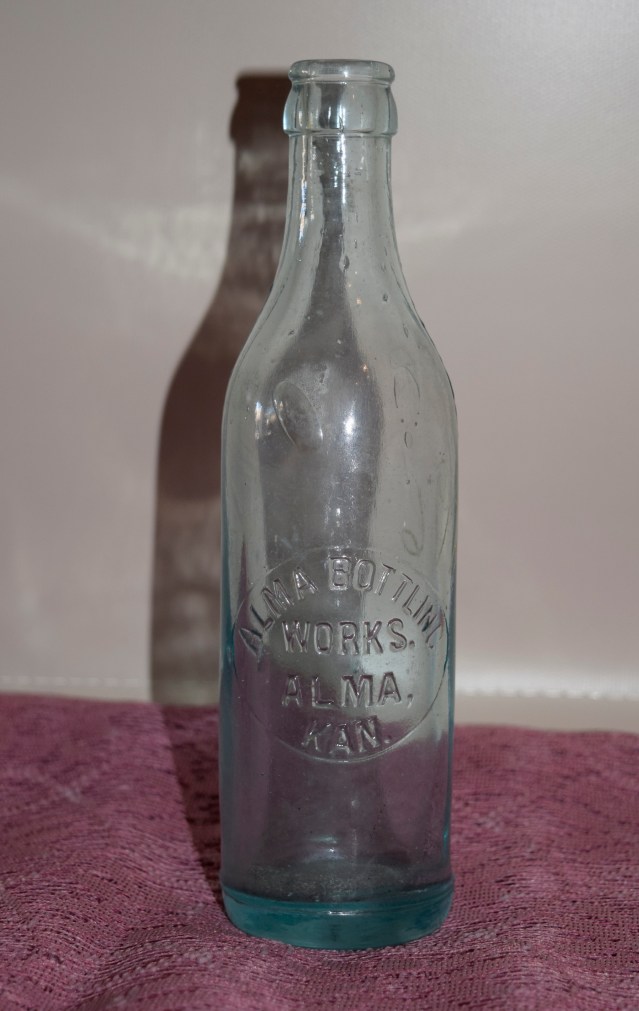 ALMA BOTTLING
WORKS.
ALMA,
KAN.